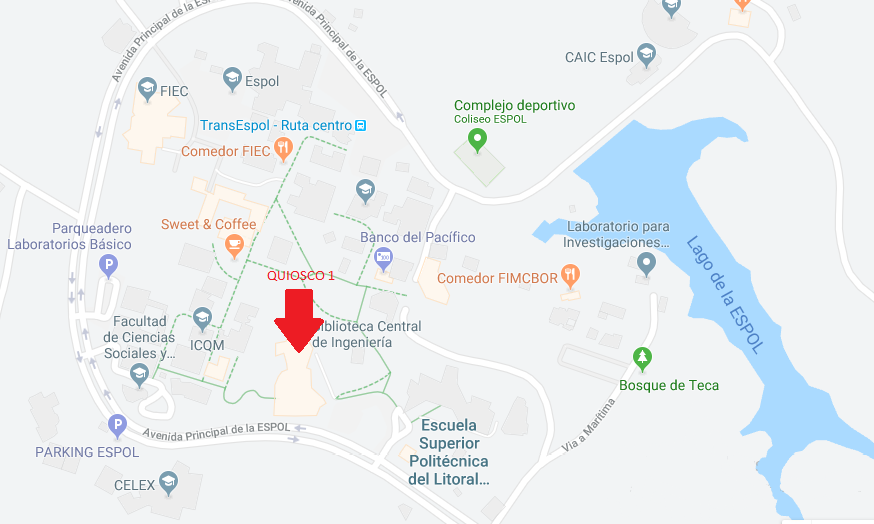 Avenida Principal de la ESPOL
Avenida Principal de la ESPOL
CAIC Espol
FIEC
Espol
Complejo deportivo
Coliseo ESPOL
TransEspol - Ruta centro
Comedor FIEC
Sweet & Coffee
Parqueadero
Laboratorios Básico
Banco del Pacífico
Laboratorio para
Investigaciones...
Lago de la ESPOL
QUIOSCO 1
Comedor FIMCBOR
Facultad
de Ciencias
Sociales y...
ICQM
Biblioteca Central
de Ingeniería
Bosque de Teca
Via a Marítima
Avenida Principal de la ESPOL
PARKING ESPOL
Escuela
Superior
Politécnica
del Litoral...
CELEX